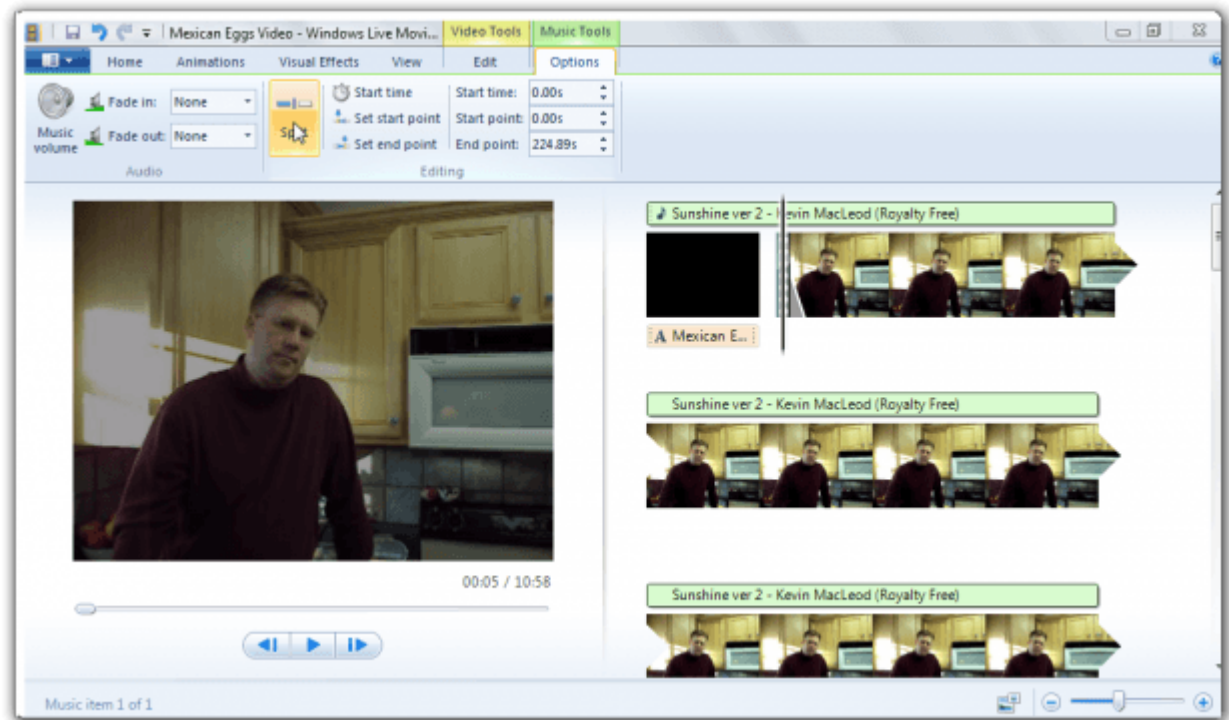 Mexican Eggs Video - Windows Live Movi... Video Tools Music Tools
Home Animations Visual Effects View Edit Options
Music volume
Fade in: None
Fade out: None
Audio
Split
Start time
Set start point
Set end point
Start time: 0.00s
Start point: 0.00s
End point: 224.89s
Editing
Sunshine ver 2 - Kevin MacLeod (Royalty Free)
A Mexican E...
Sunshine ver 2 - Kevin MacLeod (Royalty Free)
Sunshine ver 2 - Kevin MacLeod (Royalty Free)
00:05 / 10:58
Music item 1 of 1